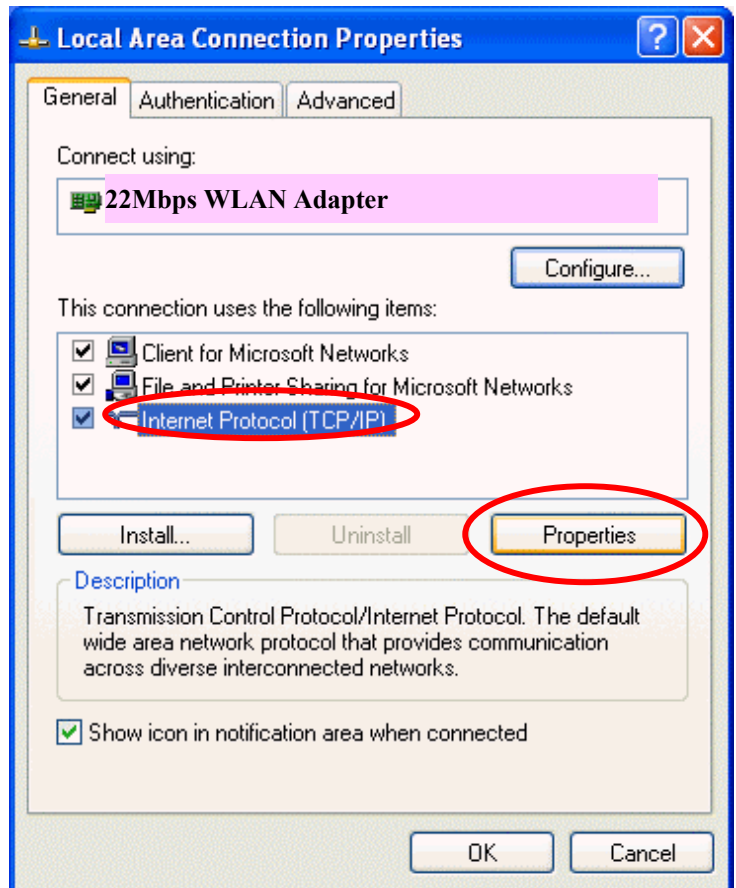 Local Area Connection Properties
General Authentication Advanced
Connect using:
22Mbps WLAN Adapter
Configure...
This connection uses the following items:
Client for Microsoft Networks
File and Printer Sharing for Microsoft Networks
Internet Protocol (TCP/IP)
Install... Uninstall Properties
Description
Transmission Control Protocol/Internet Protocol. The default
wide area network protocol that provides communication
across diverse interconnected networks.
Show icon in notification area when connected
OK Cancel